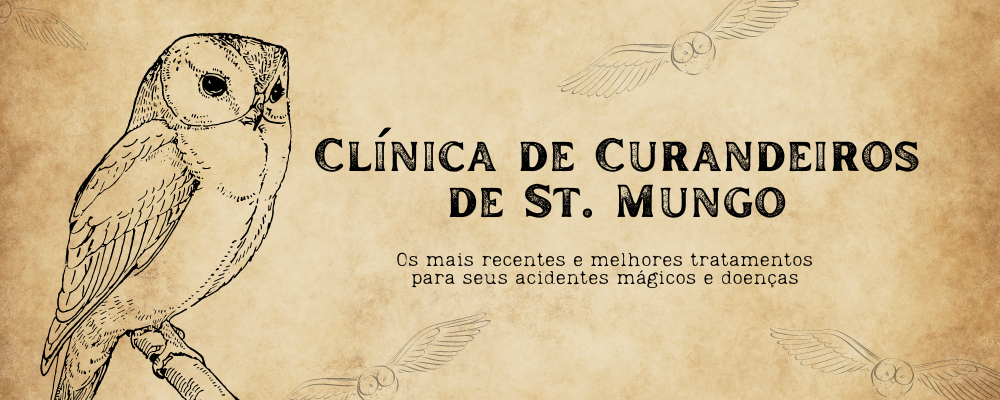 Clínica de Curandeiros
de St. Mungo
Os mais recentes e melhores tratamentos
para seus acidentes mágicos e doenças